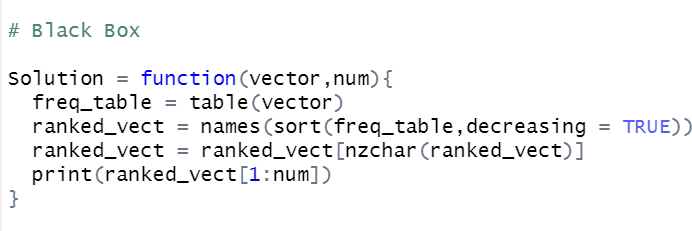 # Black Box
Solution = function(vector,num){
  freq_table = table(vector)
  ranked_vect = names(sort(freq_table,decreasing = TRUE))
  ranked_vect = ranked_vect[nzchar(ranked_vect)]
  print(ranked_vect[1:num])
}